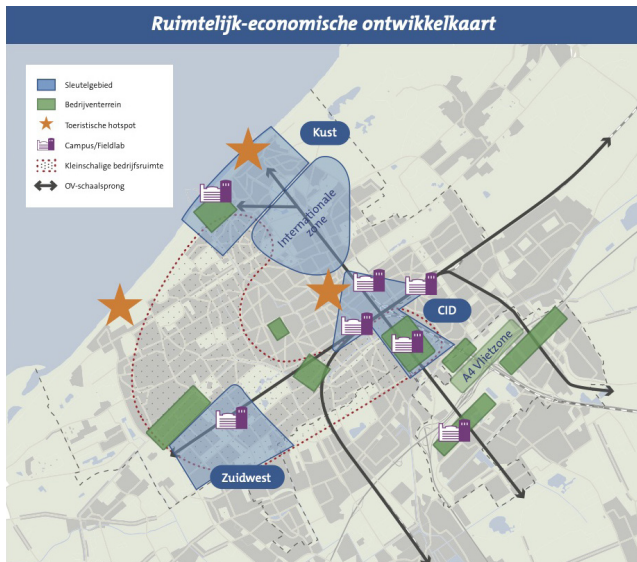 Ruimtelijk-economische ontwikkelkaart
Sleutelgebied
Bedrijventerrein
Toeristische hotspot
Campus/Fieldlab
Kleinschalige bedrijfsruimte
OV-schaalsprong
Kust
Internationale
zone
CID
A4 Vlietzone
Zuidwest